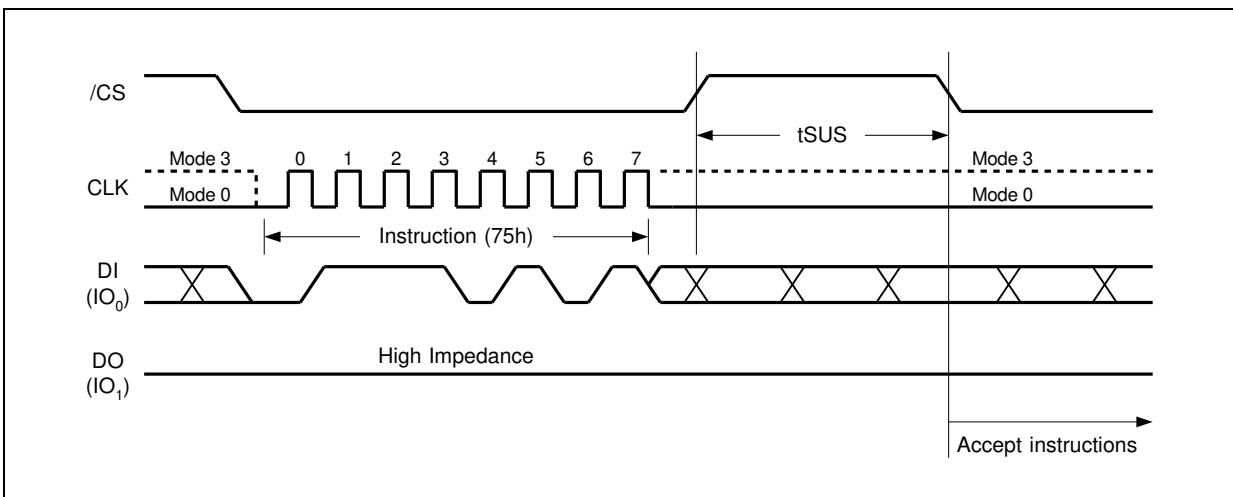 /CS
tSUS
Mode 3 0 1 2 3 4 5 6 7 Mode 3
CLK
Mode 0 Mode 0
Instruction (75h)
DI
(IO0)
High Impedance
DO
(IO1)
Accept instructions